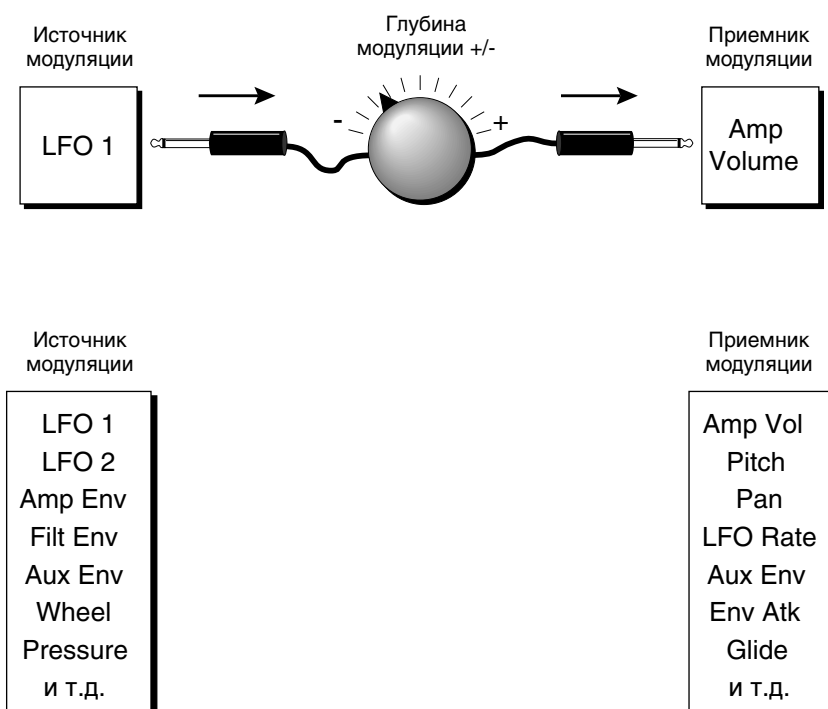 Источник
модуляции
Глубина
модуляции +/-
Приемник
модуляции
LFO 1
-
+
Amp
Volume
Источник
модуляции
LFO 1
LFO 2
Amp Env
Filt Env
Aux Env
Wheel
Pressure
и т.д.
Приемник
модуляции
Amp Vol
Pitch
Pan
LFO Rate
Aux Env
Env Atk
Glide
и т.д.